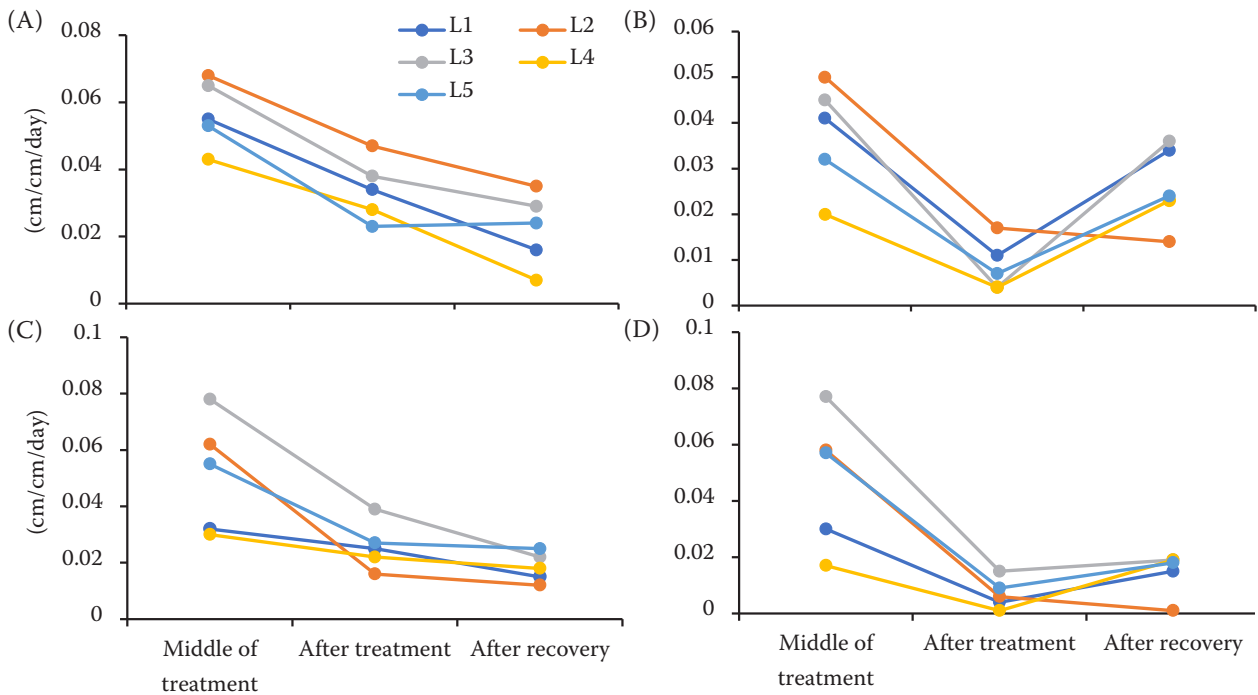 (A)
L1
L2
L3
L4
L5
0.08
0.06
0.04
0.02
0
(cm/cm/day)
(B)
0.06
0.05
0.04
0.03
0.02
0.01
0
(C)
0.1
0.08
0.06
0.04
0.02
0
(cm/cm/day)
Middle of
treatment
After treatment
After recovery
(D)
0.1
0.08
0.06
0.04
0.02
0
Middle of
treatment
After treatment
After recovery